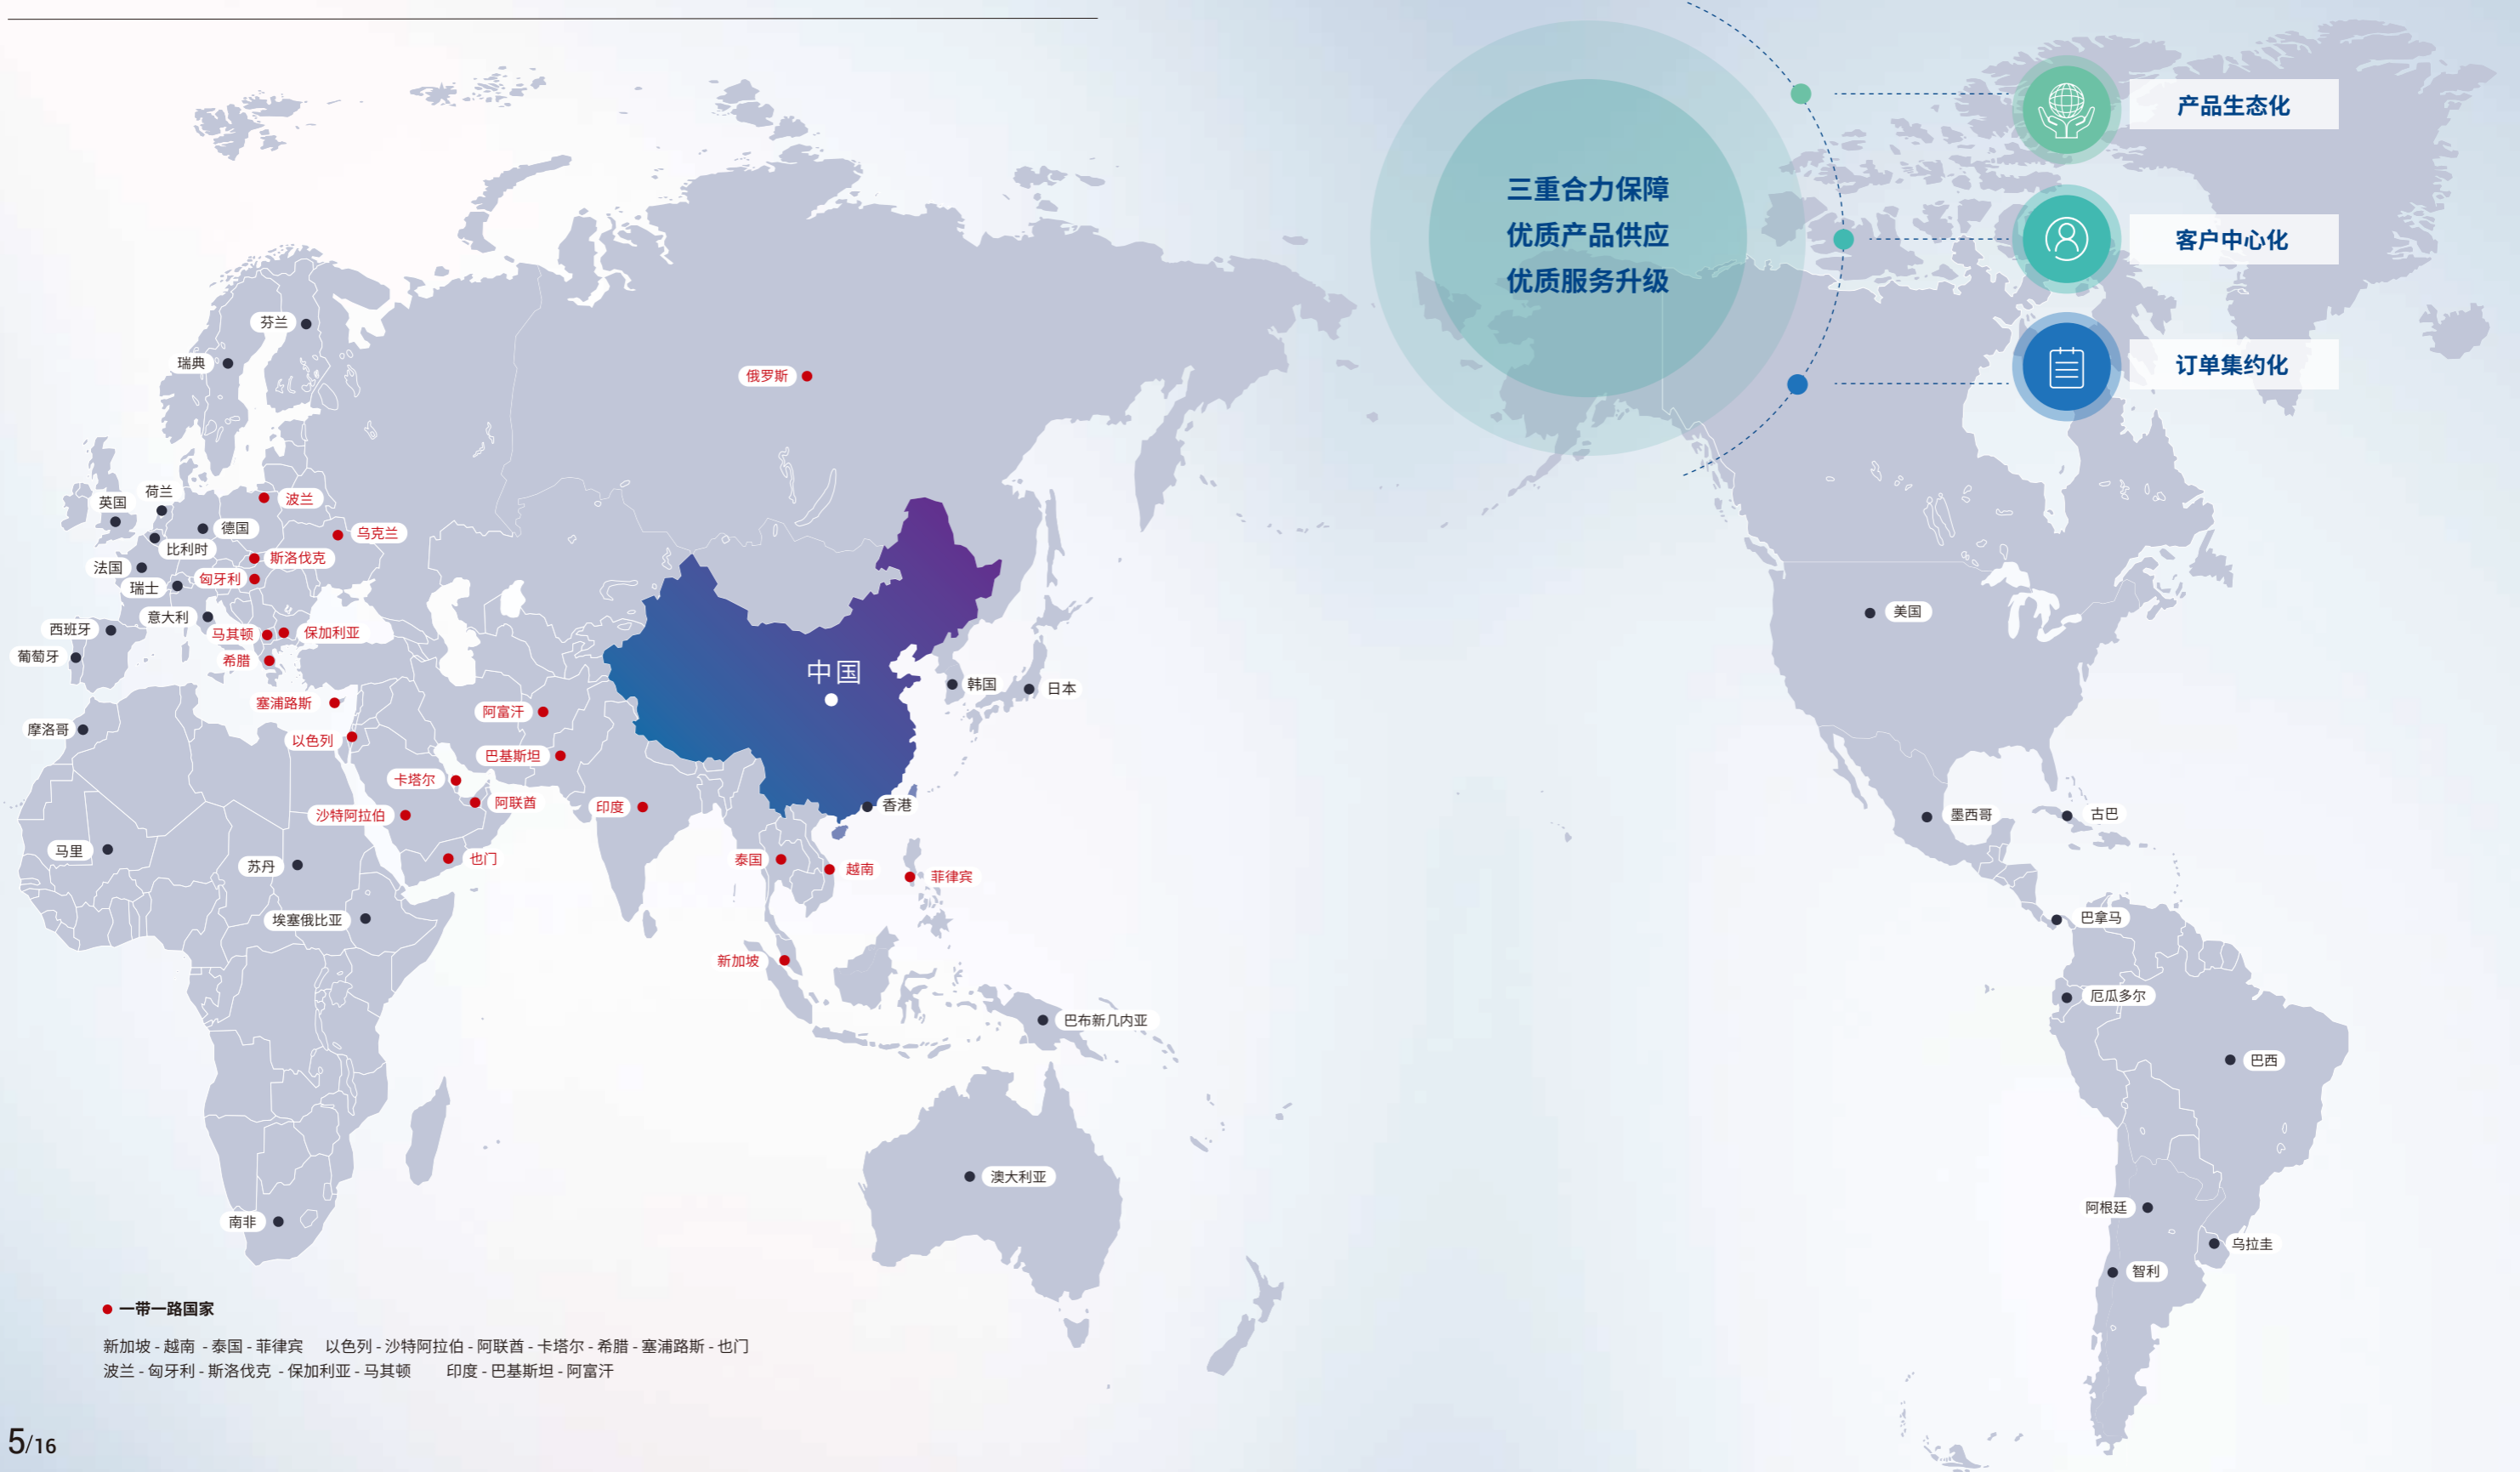 三重合力保障
优质产品供应
优质服务升级
产品生态化
客户中心化
订单集约化
芬兰
瑞典
俄罗斯
荷兰
英国
波兰
德国
乌克兰
比利时
斯洛伐克
法国
匈牙利
瑞士
意大利
西班牙
马其顿
保加利亚
葡萄牙
希腊
中国
韩国
日本
塞浦路斯
阿富汗
摩洛哥
以色列
巴基斯坦
卡塔尔
阿联酋
印度
香港
沙特阿拉伯
马里
苏丹
也门
泰国
越南
菲律宾
埃塞俄比亚
新加坡
巴布新几内亚
澳大利亚
南非
美国
墨西哥
古巴
巴拿马
厄瓜多尔
巴西
阿根廷
乌拉圭
智利
一带一路国家
新加坡 - 越南 - 泰国 - 菲律宾 以色列 - 沙特阿拉伯 - 阿联酋 - 卡塔尔 - 希腊 - 塞浦路斯 - 也门
波兰 - 匈牙利 - 斯洛伐克 - 保加利亚 - 马其顿 印度 - 巴基斯坦 - 阿富汗
5/16